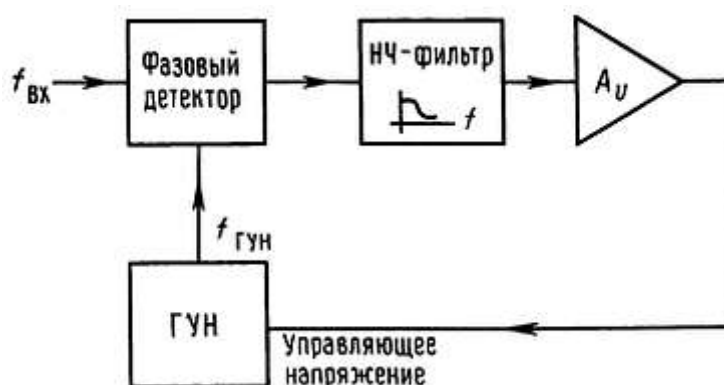 f вх
Фазовый
детектор
НЧ-фильтр
f
A υ
f ГУН
ГУН
Управляющее
напряжение